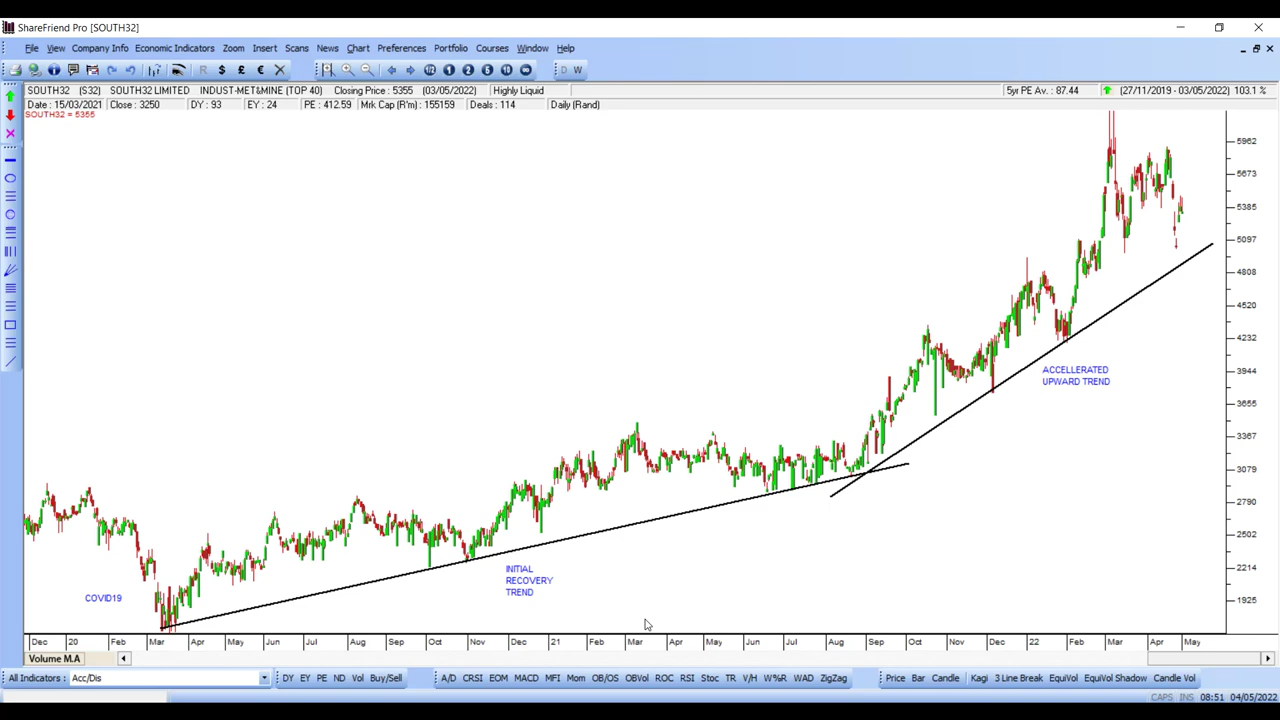 ShareFriend Pro [SOUTH32]
File View Company Info Economic Indicators Zoom Insert Scans News Chart Preferences Portfolio Courses Window Help
R $ £ € 1/2 1 2 5 10 D W
SOUTH32 (S32) SOUTH32 LIMITED INDUST-MET&MINE (TOP 40) Closing Price : 5355 (03/05/2022) Highly Liquid 5yr PE Av. : 87.44 (27/11/2019 - 03/05/2022) 103.1 %
Date : 15/03/2021 Close : 3250 DY : 93 EY : 24 PE : 412.59 Mrk Cap (R'm) : 155159 Deals : 114 Daily (Rand)
SOUTH32 = 5355
5962
5673
5385
5097
4808
4520
4232
3944
3655
3367
3079
2790
2502
2214
1925
ACCELLERATED
UPWARD TREND
INITIAL
RECOVERY
TREND
COVID19
Dec 20 Feb Mar Apr May Jun Jul Aug Sep Oct Nov Dec 21 Feb Mar Apr May Jun Jul Aug Sep Oct Nov Dec 22 Feb Mar Apr May
Volume M.A
All Indicators : Acc/Dis DY EY PE ND Vol Buy/Sell A/D CRSI EOM MACD MFI Mom OB/OS OBVol ROC RSI Stoc TR V/H W%R WAD ZigZag Price Bar Candle Kagi 3 Line Break EquiVol EquiVol Shadow Candle Vol
CAPS INS 08:51 04/05/2022